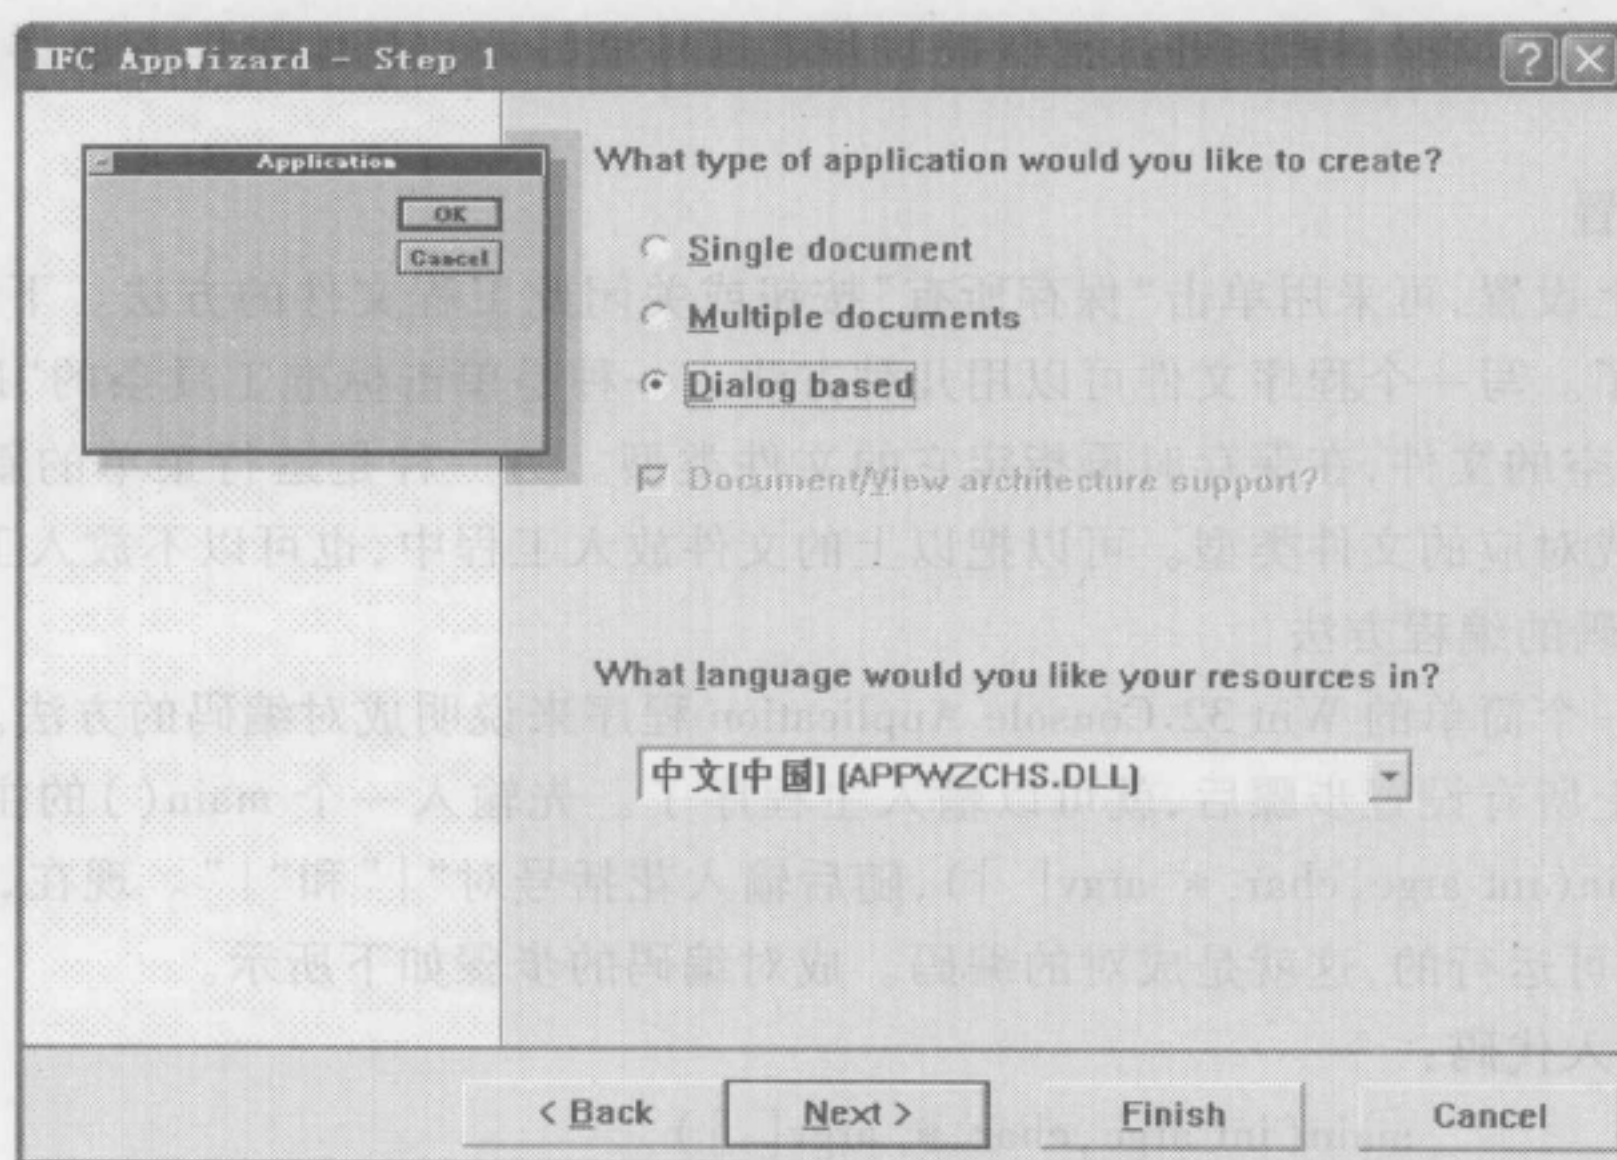 MFC AppWizard - Step 1
Application
OK
Cancel
What type of application would you like to create?
Single document
Multiple documents
Dialog based
Document/View architecture support?
What language would you like your resources in?
中文[中国] (APPWZCHS.DLL)
< Back
Next >
Finish
Cancel